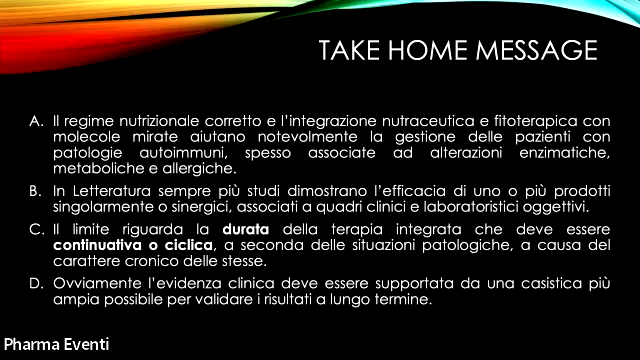 TAKE HOME MESSAGE
A. Il regime nutrizionale corretto e l'integrazione nutraceutica e fitoterapica con
molecole mirate aiutano notevolmente la gestione delle pazienti con
patologie autoimmuni, spesso associate ad alterazioni enzimatiche,
metaboliche e allergiche.
B. In Letteratura sempre più studi dimostrano l'efficacia di uno o più prodotti
singolarmente o sinergici, associati a quadri clinici e laboratoristici oggettivi.
C. Il limite riguarda la durata della terapia integrata che deve essere
continuativa o ciclica, a seconda delle situazioni patologiche, a causa del
carattere cronico delle stesse.
D. Ovviamente l'evidenza clinica deve essere supportata da una casistica più
ampia possibile per validare i risultati a lungo termine.
Pharma Eventi